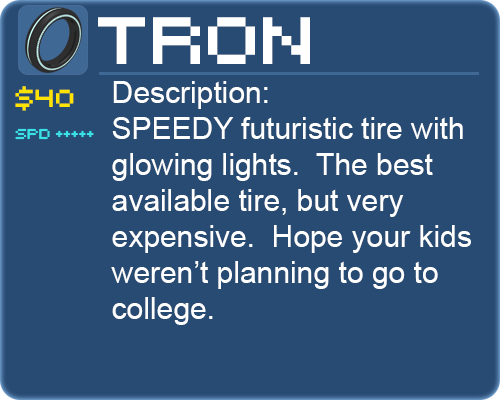 TRON
$40
SPD +++++
Description:
SPEEDY futuristic tire with
glowing lights.  The best
available tire, but very
expensive.  Hope your kids
weren't planning to go to
college.